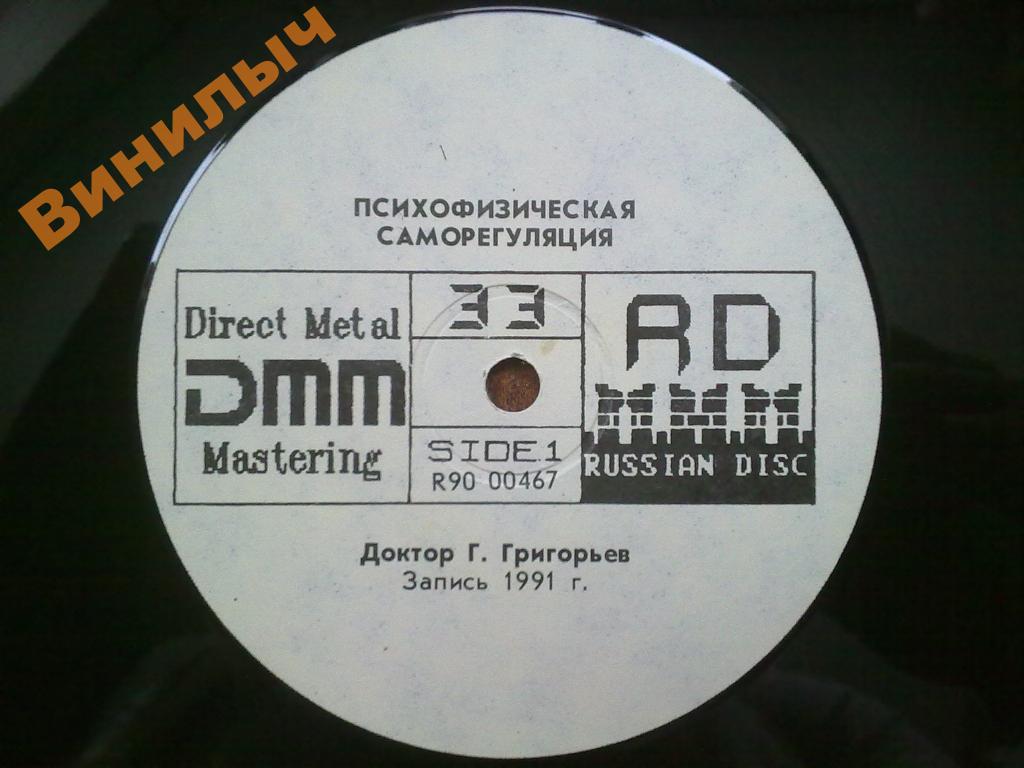 Винилыч
ПСИХОФИЗИЧЕСКАЯ
САМОРЕГУЛЯЦИЯ
Direct Metal
DMM
Mastering
33
SIDE 1
R90 00467
RD
RUSSIAN DISC
Доктор Г. Григорьев
Запись 1991 г.